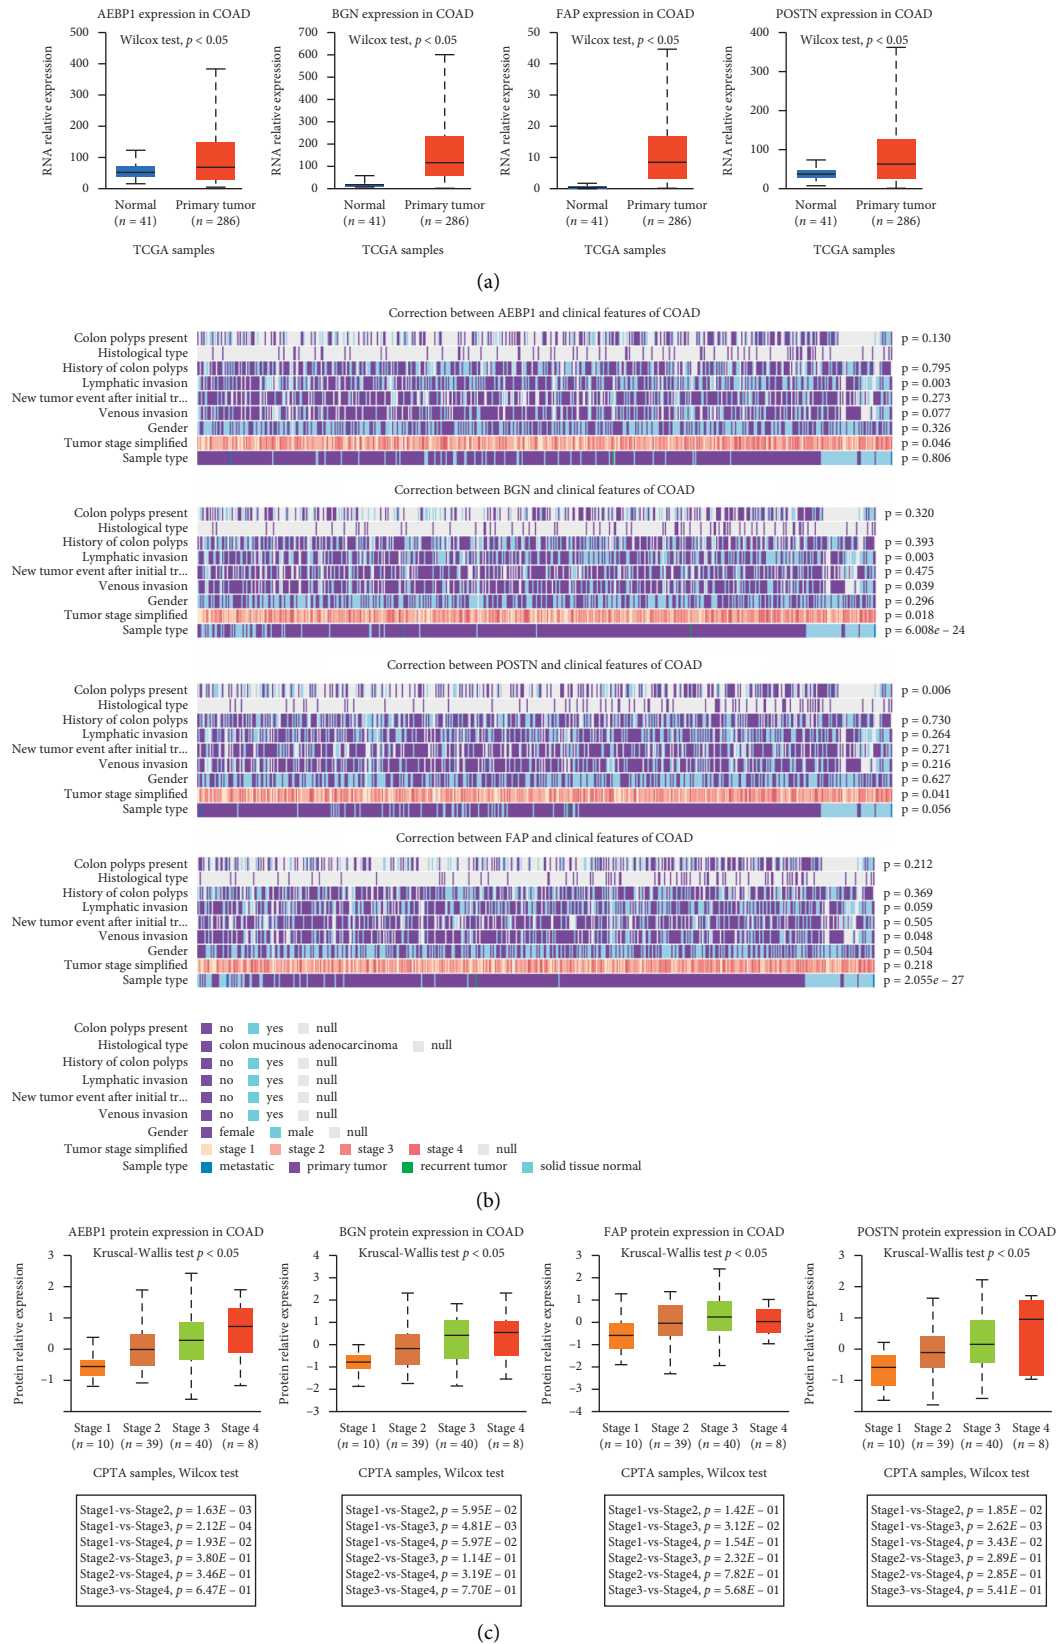 AEBP1 expression in COAD
Wilcox test, p < 0.05
RNA relative expression
500
400
300
200
100
0
Normal
(n = 41)
Primary tumor
(n = 286)
TCGA samples
BGN expression in COAD
Wilcox test, p < 0.05
RNA relative expression
700
600
500
400
300
200
100
0
Normal
(n = 41)
Primary tumor
(n = 286)
TCGA samples
FAP expression in COAD
Wilcox test, p < 0.05
RNA relative expression
50
40
30
20
10
0
Normal
(n = 41)
Primary tumor
(n = 286)
TCGA samples
POSTN expression in COAD
Wilcox test, p < 0.05
RNA relative expression
400
300
200
100
0
Normal
(n = 41)
Primary tumor
(n = 286)
TCGA samples
(a)
Correction between AEBP1 and clinical features of COAD
Colon polyps present p = 0.130
Histological type
History of colon polyps p = 0.795
Lymphatic invasion p = 0.003
New tumor event after initial tr... p = 0.273
Venous invasion p = 0.077
Gender p = 0.326
Tumor stage simplified p = 0.046
Sample type p = 0.806
Correction between BGN and clinical features of COAD
Colon polyps present p = 0.320
Histological type
History of colon polyps p = 0.393
Lymphatic invasion p = 0.003
New tumor event after initial tr... p = 0.475
Venous invasion p = 0.039
Gender p = 0.296
Tumor stage simplified p = 0.018
Sample type p = 6.008e – 24
Correction between POSTN and clinical features of COAD
Colon polyps present p = 0.006
Histological type
History of colon polyps p = 0.730
Lymphatic invasion p = 0.264
New tumor event after initial tr... p = 0.271
Venous invasion p = 0.216
Gender p = 0.627
Tumor stage simplified p = 0.041
Sample type p = 0.056
Correction between FAP and clinical features of COAD
Colon polyps present p = 0.212
Histological type
History of colon polyps p = 0.369
Lymphatic invasion p = 0.059
New tumor event after initial tr... p = 0.505
Venous invasion p = 0.048
Gender p = 0.504
Tumor stage simplified p = 0.218
Sample type p = 2.055e – 27
Colon polyps present no yes null
Histological type colon mucinous adenocarcinoma null
History of colon polyps no yes null
Lymphatic invasion no yes null
New tumor event after initial tr... no yes null
Venous invasion no yes null
Gender female male null
Tumor stage simplified stage 1 stage 2 stage 3 stage 4 null
Sample type metastatic primary tumor recurrent tumor solid tissue normal
(b)
AEBP1 protein expression in COAD
Kruscal-Wallis test p < 0.05
Protein relative expression
3
2
1
0
–1
Stage 1 Stage 2 Stage 3 Stage 4
(n = 10) (n = 39) (n = 40) (n = 8)
CPTA samples, Wilcox test
Stage1-vs-Stage2, p = 1.63E – 03
Stage1-vs-Stage3, p = 2.12E – 04
Stage1-vs-Stage4, p = 1.93E – 02
Stage2-vs-Stage3, p = 3.80E – 01
Stage2-vs-Stage4, p = 3.46E – 01
Stage3-vs-Stage4, p = 6.47E – 01
BGN protein expression in COAD
Kruscal-Wallis test p < 0.05
Protein relative expression
4
3
2
1
0
–1
–2
–3
Stage 1 Stage 2 Stage 3 Stage 4
(n = 10) (n = 39) (n = 40) (n = 8)
CPTA samples, Wilcox test
Stage1-vs-Stage2, p = 5.95E – 02
Stage1-vs-Stage3, p = 4.81E – 03
Stage1-vs-Stage4, p = 5.97E – 02
Stage2-vs-Stage3, p = 1.14E – 01
Stage2-vs-Stage4, p = 3.19E – 01
Stage3-vs-Stage4, p = 7.70E – 01
FAP protein expression in COAD
Kruscal-Wallis test p < 0.05
Protein relative expression
3
2
1
0
–1
–2
–3
–4
Stage 1 Stage 2 Stage 3 Stage 4
(n = 10) (n = 39) (n = 40) (n = 8)
CPTA samples, Wilcox test
Stage1-vs-Stage2, p = 1.42E – 01
Stage1-vs-Stage3, p = 3.12E – 02
Stage1-vs-Stage4, p = 1.54E – 01
Stage2-vs-Stage3, p = 2.32E – 01
Stage2-vs-Stage4, p = 7.82E – 01
Stage3-vs-Stage4, p = 5.68E – 01
POSTN protein expression in COAD
Kruscal-Wallis test p < 0.05
Protein relative expression
3
2
1
0
–1
Stage 1 Stage 2 Stage 3 Stage 4
(n = 10) (n = 39) (n = 40) (n = 8)
CPTA samples, Wilcox test
Stage1-vs-Stage2, p = 1.85E – 02
Stage1-vs-Stage3, p = 2.62E – 03
Stage1-vs-Stage4, p = 3.43E – 02
Stage2-vs-Stage3, p = 2.89E – 01
Stage2-vs-Stage4, p = 2.85E – 01
Stage3-vs-Stage4, p = 5.41E – 01
(c)